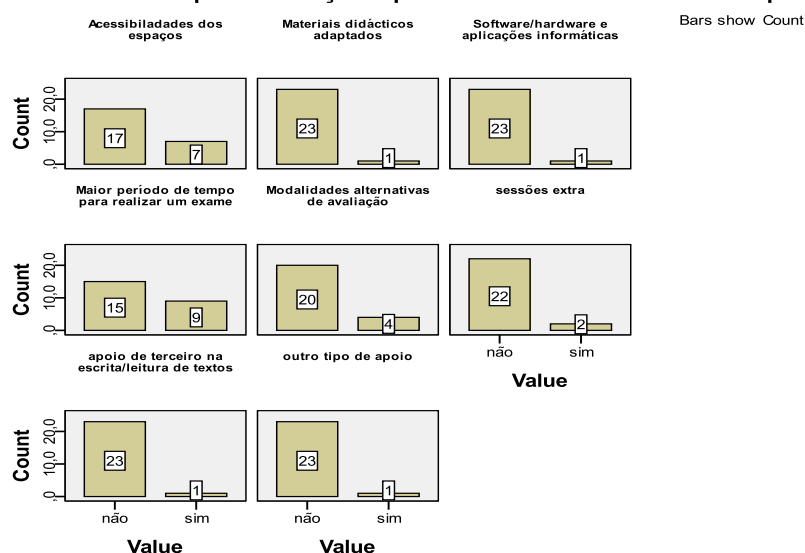 Bars show Count
Acessibiladades dos
espaços
Materiais didácticos
adaptados
Software/hardware e
aplicações informáticas
Count
,0 10,0 20,0
17
7
23
1
23
1
Maior período de tempo
para realizar um exame
Modalidades alternativas
de avaliação
sessões extra
Count
,0 10,0 20,0
15
9
20
4
22
2
não
sim
Value
apoio de terceiro na
escrita/leitura de textos
outro tipo de apoio
Count
,0 10,0 20,0
23
1
23
1
não
sim
não
sim
Value
Value